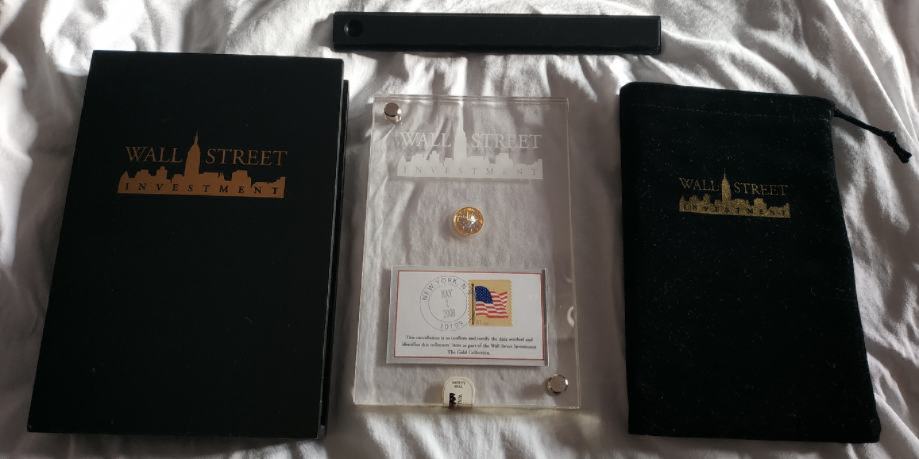 WALL STREET
INVESTMENT
WALL STREET
INVESTMENT
NEW YORK, N
MAY
2008
This cancellation is to confirm and certify the date minted and
identifies this collectors' item as part of the Wall Street Investment
The Gold Collection.
WALL STREET
INVESTMENT